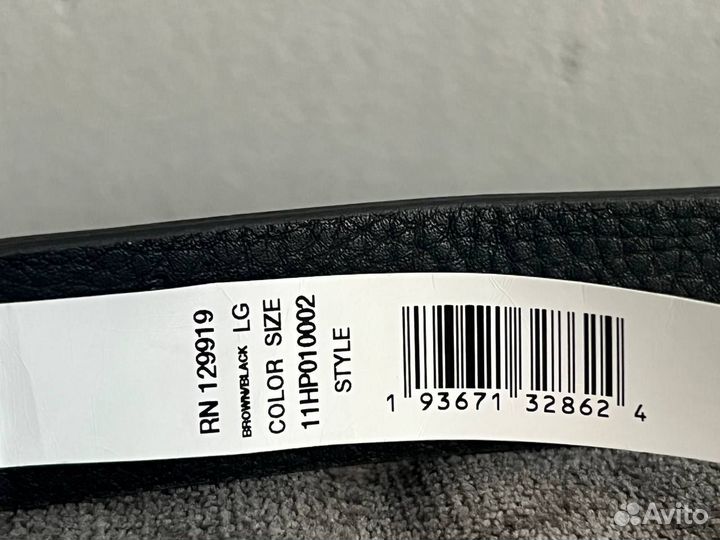 RN 129919
BROWN/BLACK LG
COLOR SIZE
11HP010002
STYLE
1 93671 32862 4
Avito